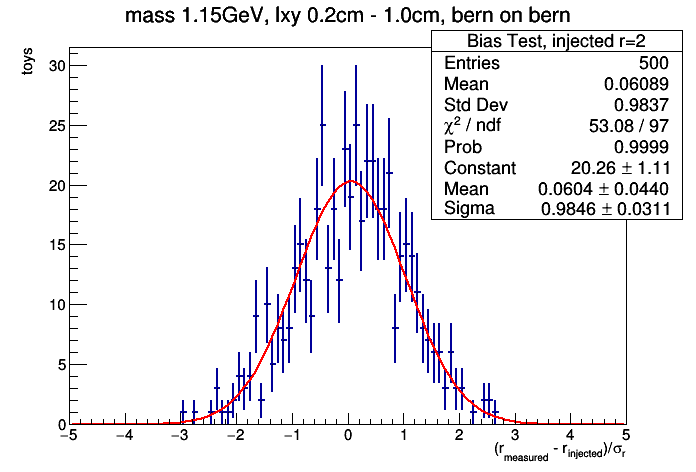 mass 1.15GeV, lxy 0.2cm - 1.0cm, bern on bern
Bias Test, injected r=2
Entries 500
Mean 0.06089
Std Dev 0.9837
χ² / ndf 53.08 / 97
Prob 0.9999
Constant 20.26 ± 1.11
Mean 0.0604 ± 0.0440
Sigma 0.9846 ± 0.0311
toys
30
25
20
15
10
5
0
−5 −4 −3 −2 −1 0 1 2 3 4 5
(r_measured - r_injected)/σ_r